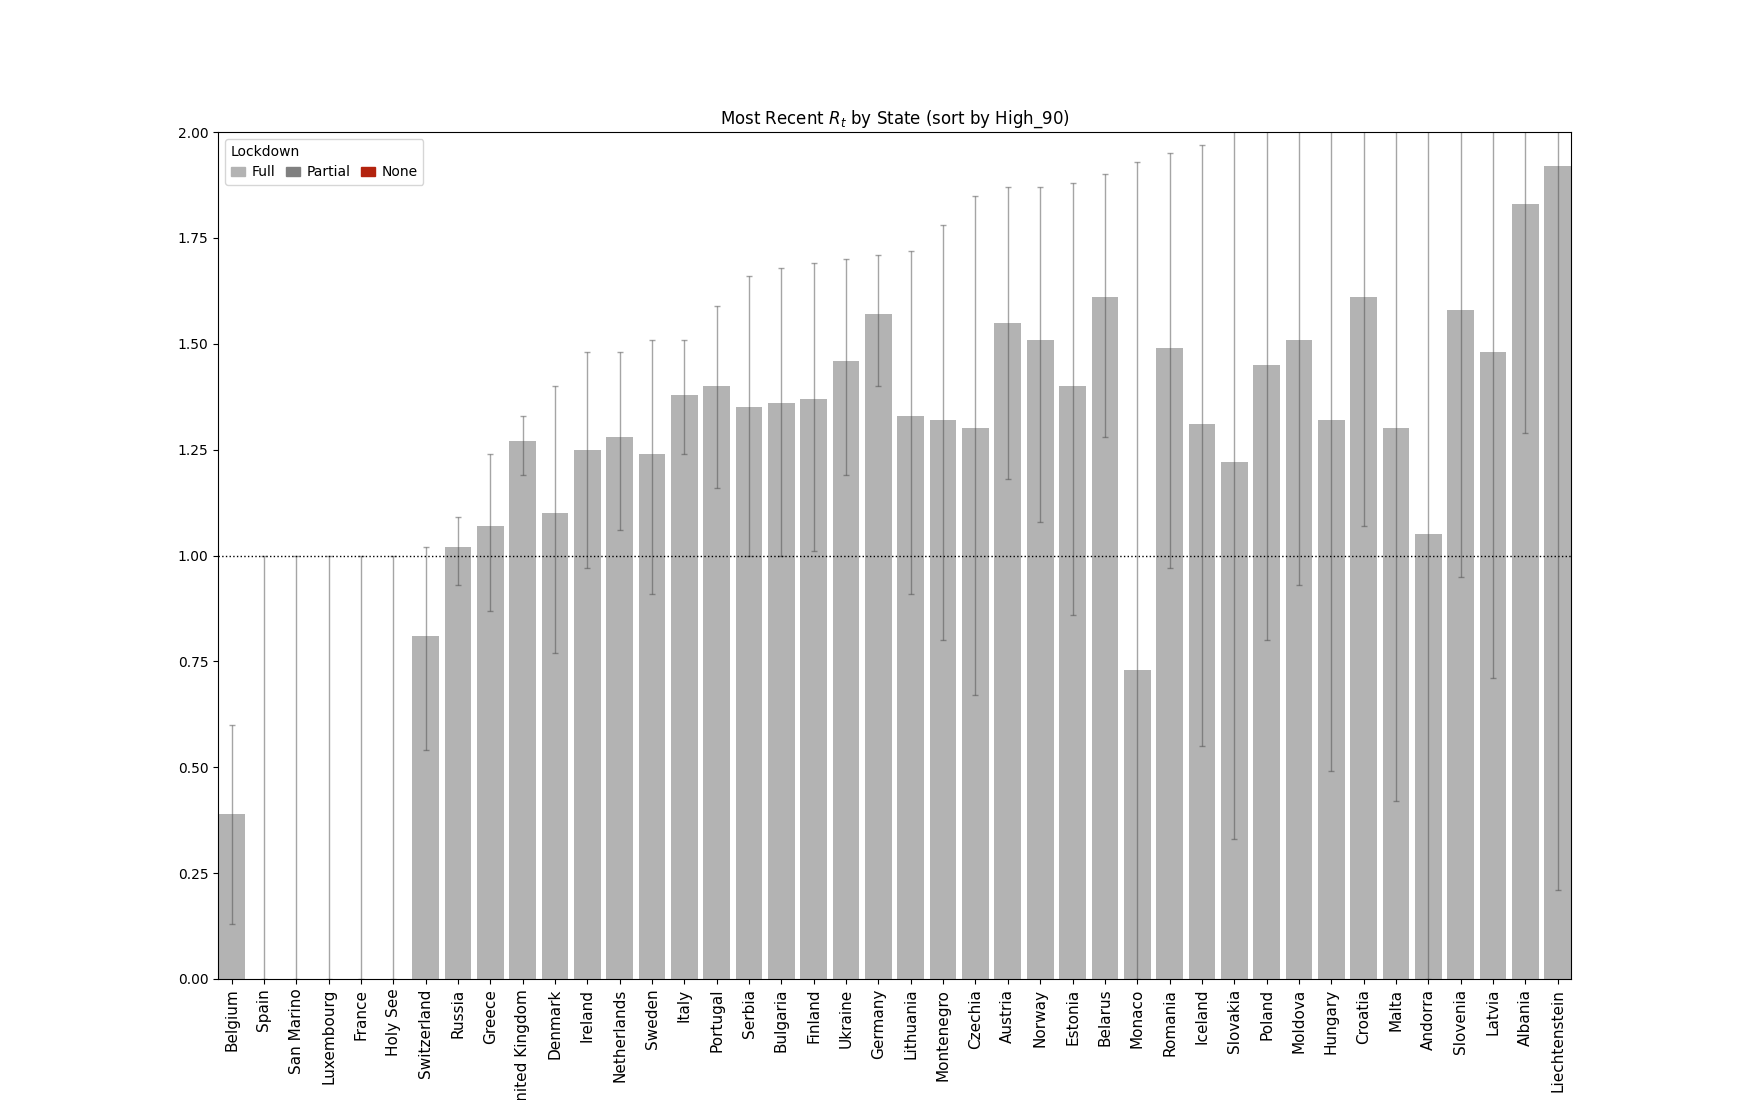 Most Recent R_t by State (sort by High_90)
Lockdown
Full Partial None
2.00
1.75
1.50
1.25
1.00
0.75
0.50
0.25
0.00
Belgium
Spain
San Marino
Luxembourg
France
Holy See
Switzerland
Russia
Greece
nited Kingdom
Denmark
Ireland
Netherlands
Sweden
Italy
Portugal
Serbia
Bulgaria
Finland
Ukraine
Germany
Lithuania
Montenegro
Czechia
Austria
Norway
Estonia
Belarus
Monaco
Romania
Iceland
Slovakia
Poland
Moldova
Hungary
Croatia
Malta
Andorra
Slovenia
Latvia
Albania
Liechtenstein